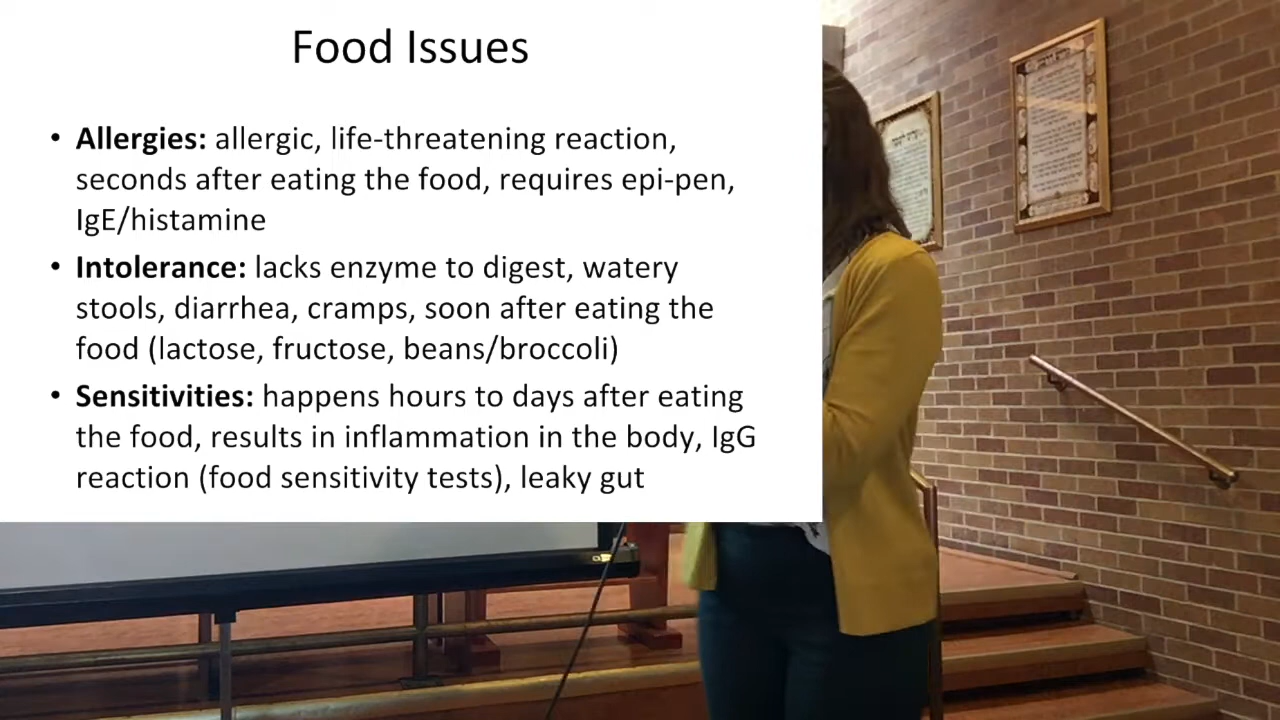 Food Issues
• Allergies: allergic, life-threatening reaction,
seconds after eating the food, requires epi-pen,
IgE/histamine
• Intolerance: lacks enzyme to digest, watery
stools, diarrhea, cramps, soon after eating the
food (lactose, fructose, beans/broccoli)
• Sensitivities: happens hours to days after eating
the food, results in inflammation in the body, IgG
reaction (food sensitivity tests), leaky gut